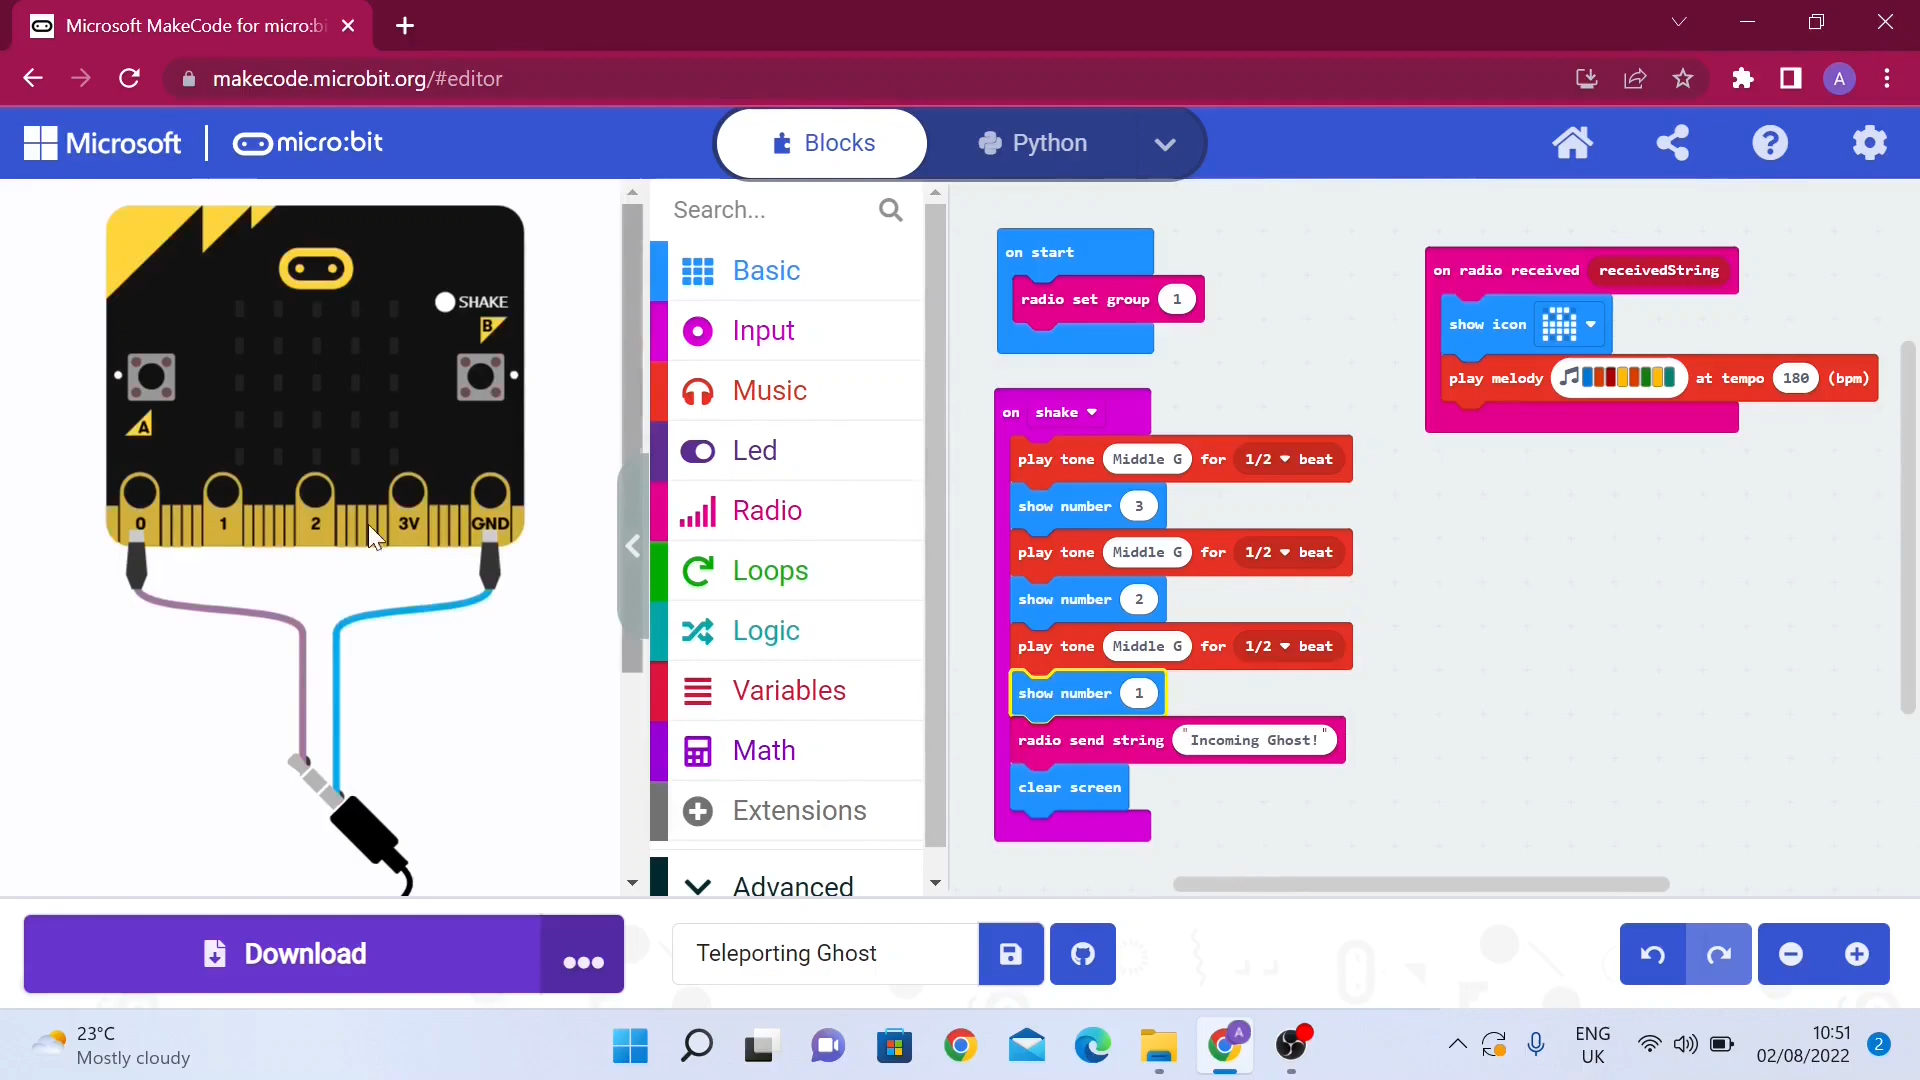 Microsoft MakeCode for micro:bi
makecode.microbit.org/#editor
A
Microsoft
micro:bit
Blocks
Python
SHAKE
B
A
0
1
2
3V
GND
Search...
Basic
Input
Music
Led
Radio
Loops
Logic
Variables
Math
Extensions
Advanced
on start
radio set group 1
on shake
play tone Middle G for 1/2 beat
show number 3
play tone Middle G for 1/2 beat
show number 2
play tone Middle G for 1/2 beat
show number 1
radio send string "Incoming Ghost!"
clear screen
on radio received receivedString
show icon
play melody at tempo 180 (bpm)
Download
Teleporting Ghost
23°C
Mostly cloudy
A
ENG
UK
10:51
02/08/2022
2